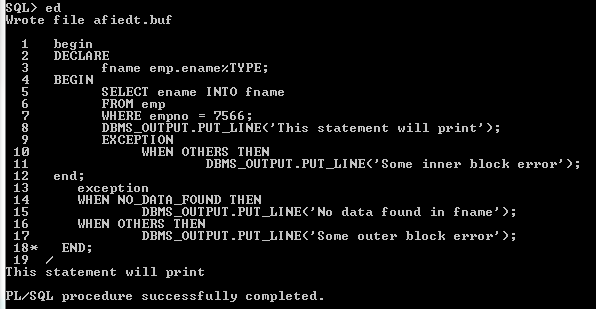 SQL> ed
Wrote file afiedt.buf
1 begin
2 DECLARE
3 fname emp.ename%TYPE;
4 BEGIN
5 SELECT ename INTO fname
6 FROM emp
7 WHERE empno = 7566;
8 DBMS_OUTPUT.PUT_LINE('This statement will print');
9 EXCEPTION
10 WHEN OTHERS THEN
11 DBMS_OUTPUT.PUT_LINE('Some inner block error');
12 end;
13 exception
14 WHEN NO_DATA_FOUND THEN
15 DBMS_OUTPUT.PUT_LINE('No data found in fname');
16 WHEN OTHERS THEN
17 DBMS_OUTPUT.PUT_LINE('Some outer block error');
18* END;
19 /
This statement will print
PL/SQL procedure successfully completed.